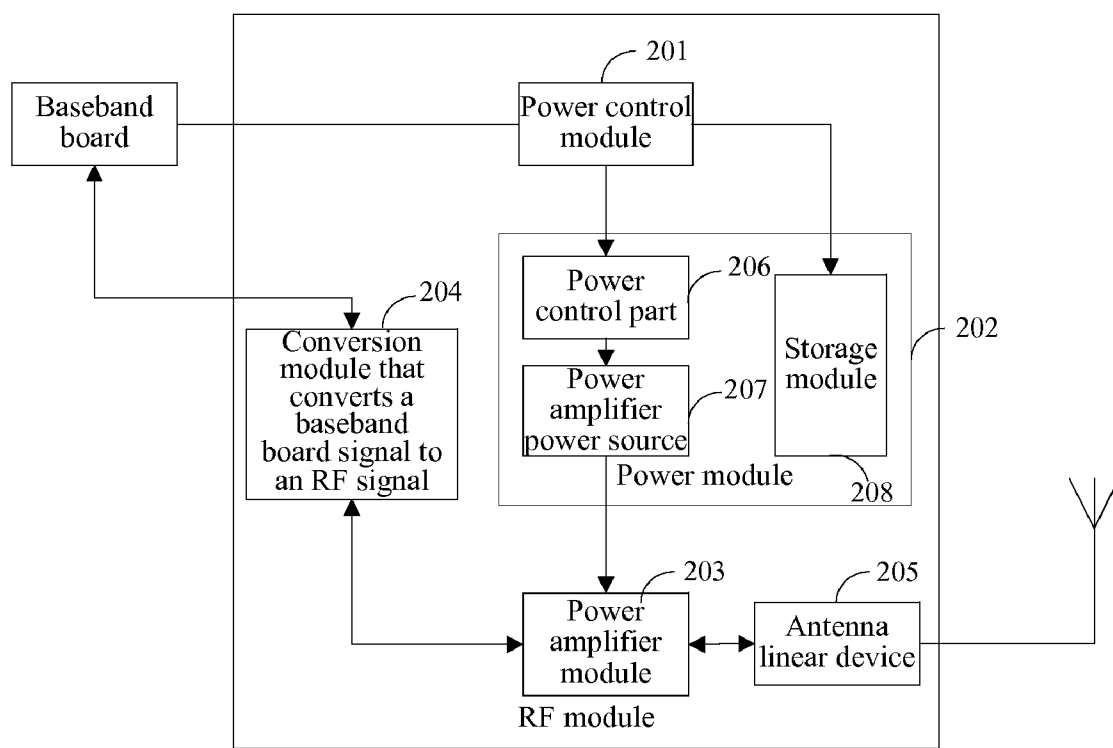 201
Baseband
board
Power control
module
206
Power
control part
204
202
Conversion
module that
converts a
baseband
board signal to
an RF signal
Storage
module
Power
amplifier
power source
207
Power module
208
203
205
Power
amplifier
module
Antenna
linear device
RF module